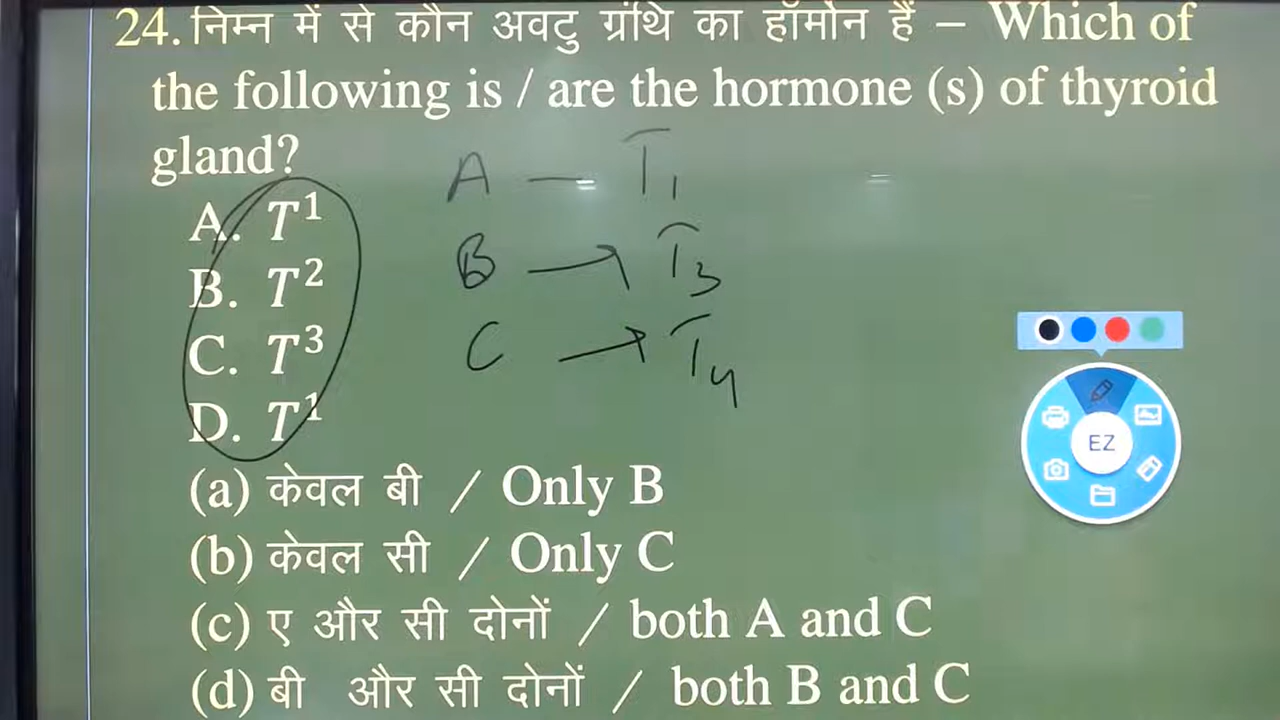 24. निम्न में से कौन अवटु ग्रंथि का हॉर्मोन हैं – Which of
the following is / are the hormone (s) of thyroid
gland?
A. T¹
B. T²
C. T³
D. T¹
A — T₁
B → T₃
C → T₄
(a) केवल बी / Only B
(b) केवल सी / Only C
(c) ए और सी दोनों / both A and C
(d) बी और सी दोनों / both B and C
EZ